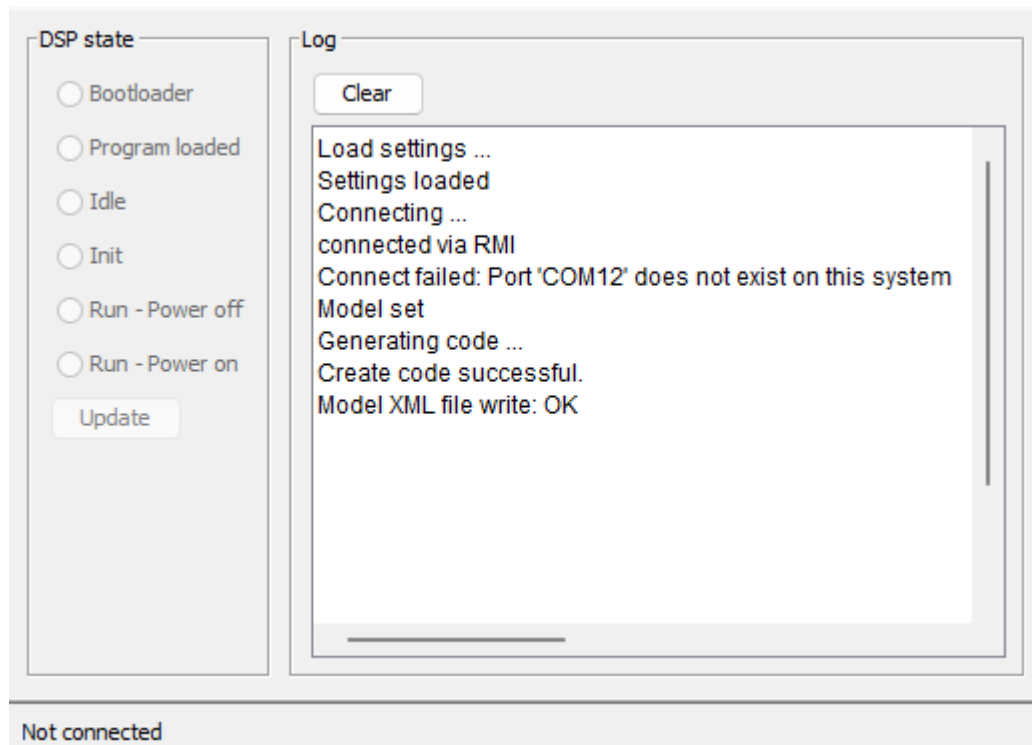 DSP state
Bootloader
Program loaded
Idle
Init
Run - Power off
Run - Power on
Update
Log
Clear
Load settings ...
Settings loaded
Connecting ...
connected via RMI
Connect failed: Port 'COM12' does not exist on this system
Model set
Generating code ...
Create code successful.
Model XML file write: OK
Not connected